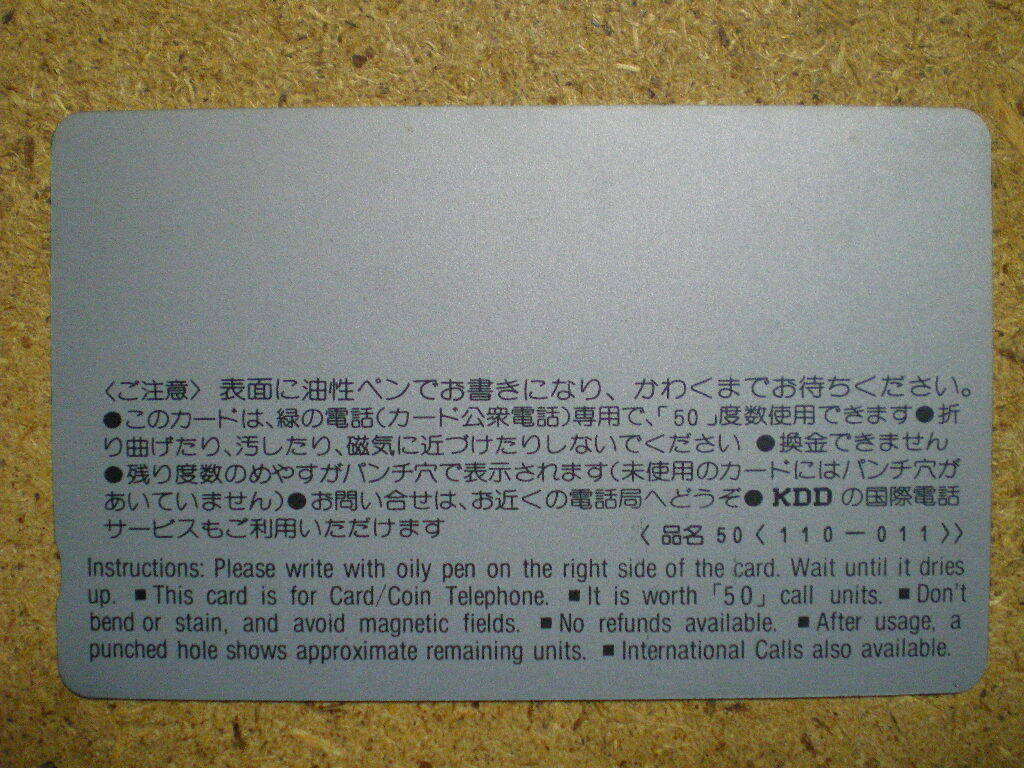 〈ご注意〉 表面に油性ペンでお書きになり、かわくまでお待ちください。
●このカードは、緑の電話(カード公衆電話)専用で、「50」度数使用できます●折
り曲げたり、汚したり、磁気に近づけたりしないでください ●換金できません
●残り度数のめやすがパンチ穴で表示されます(未使用のカードにはパンチ穴が
あいていません)●お問い合せは、お近くの電話局へどうぞ● KDD の国際電話
サービスもご利用いただけます
〈品名 50〈110-011〉〉
Instructions: Please write with oily pen on the right side of the card. Wait until it dries
up. ■This card is for Card/Coin Telephone. ■It is worth「50」call units. ■Don't
bend or stain, and avoid magnetic fields. ■No refunds available. ■After usage, a
punched hole shows approximate remaining units. ■International Calls also available.